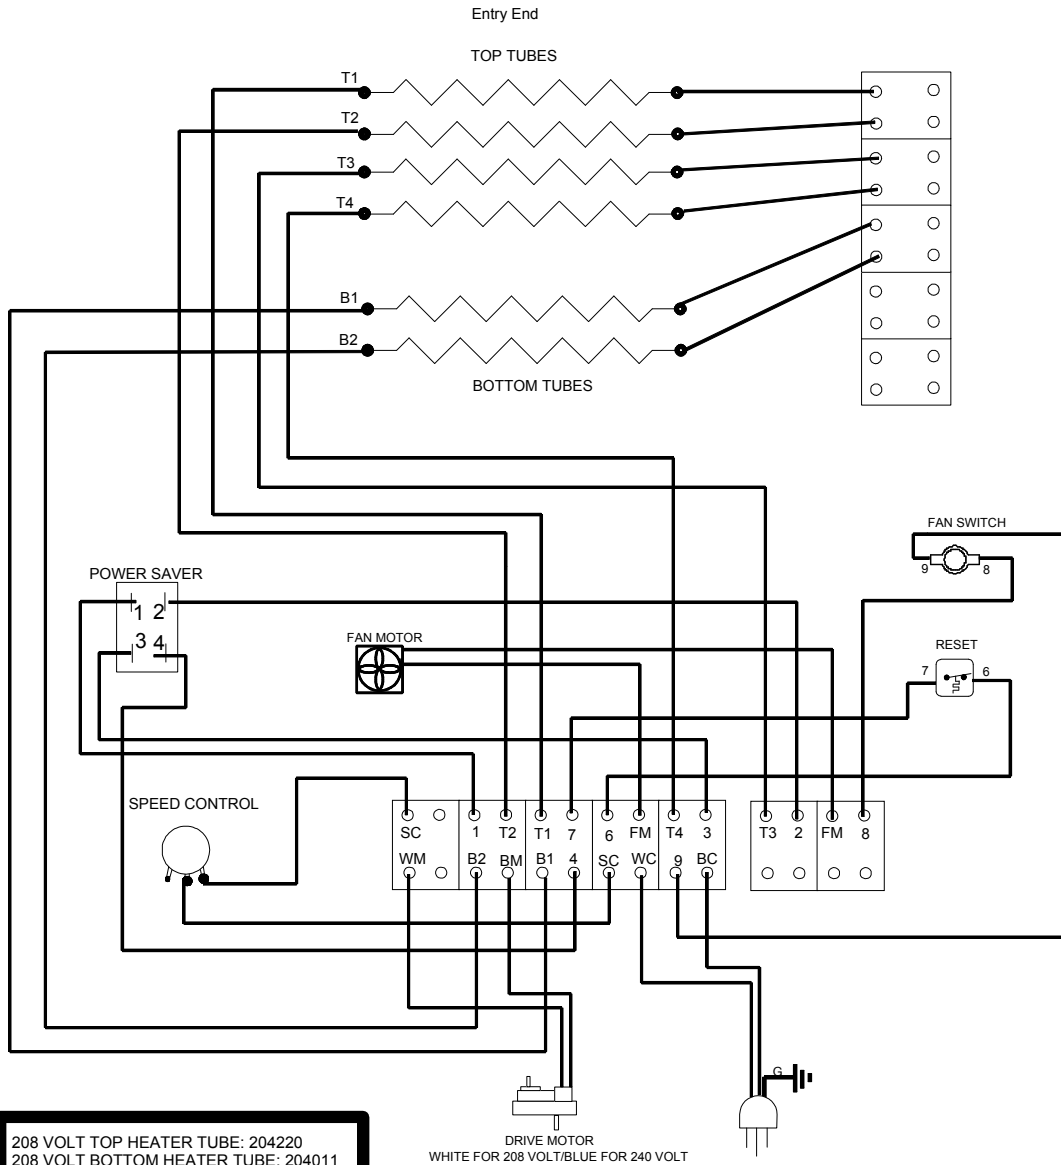 Entry End
TOP TUBES
T1
T2
T3
T4
B1
B2
BOTTOM TUBES
FAN SWITCH
9 8
POWER SAVER
1 2
3 4
FAN MOTOR
RESET
7 6
SPEED CONTROL
SC 1 T2 T1 7 6 FM T4 3 T3 2 FM 8
WM B2 BM B1 4 SC WC 9 BC
G
DRIVE MOTOR
WHITE FOR 208 VOLT/BLUE FOR 240 VOLT
208 VOLT TOP HEATER TUBE: 204220
208 VOLT BOTTOM HEATER TUBE: 204011